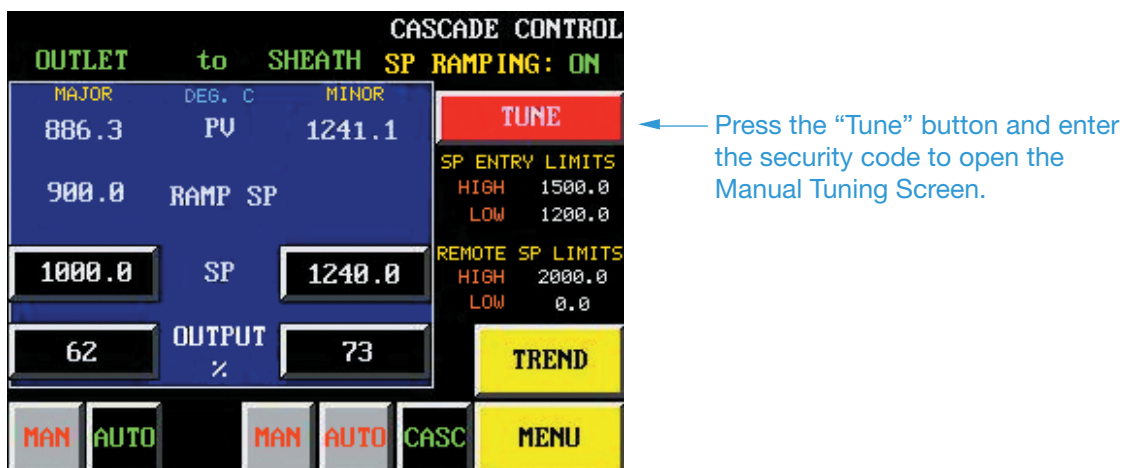 CASCADE CONTROL
OUTLET to SHEATH SP RAMPING: ON
MAJOR DEG. C MINOR
886.3 PV 1241.1
900.0 RAMP SP
1000.0 SP 1240.0
62 OUTPUT % 73
MAN AUTO MAN AUTO CASC
TUNE
SP ENTRY LIMITS
HIGH 1500.0
LOW 1200.0
REMOTE SP LIMITS
HIGH 2000.0
LOW 0.0
TREND
MENU
Press the “Tune” button and enter
the security code to open the
Manual Tuning Screen.